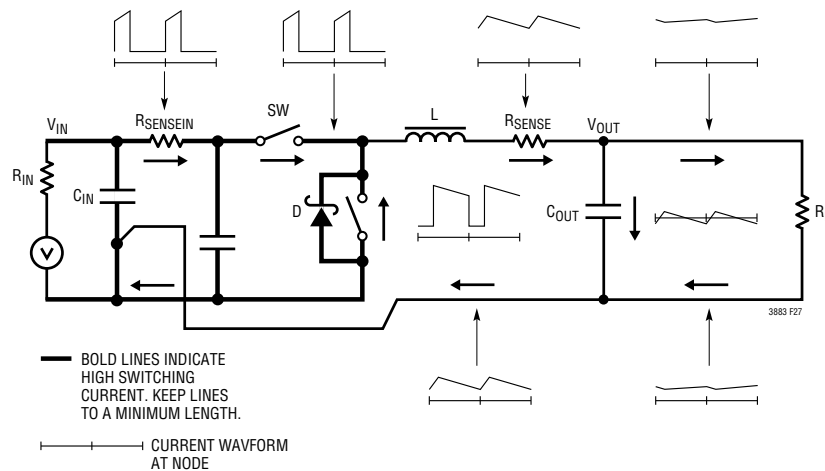 SW
L
VIN
RSENSEIN
RSENSE
VOUT
RIN
CIN
D
COUT
R
V
3883 F27
BOLD LINES INDICATE
HIGH SWITCHING
CURRENT. KEEP LINES
TO A MINIMUM LENGTH.
CURRENT WAVFORM
AT NODE